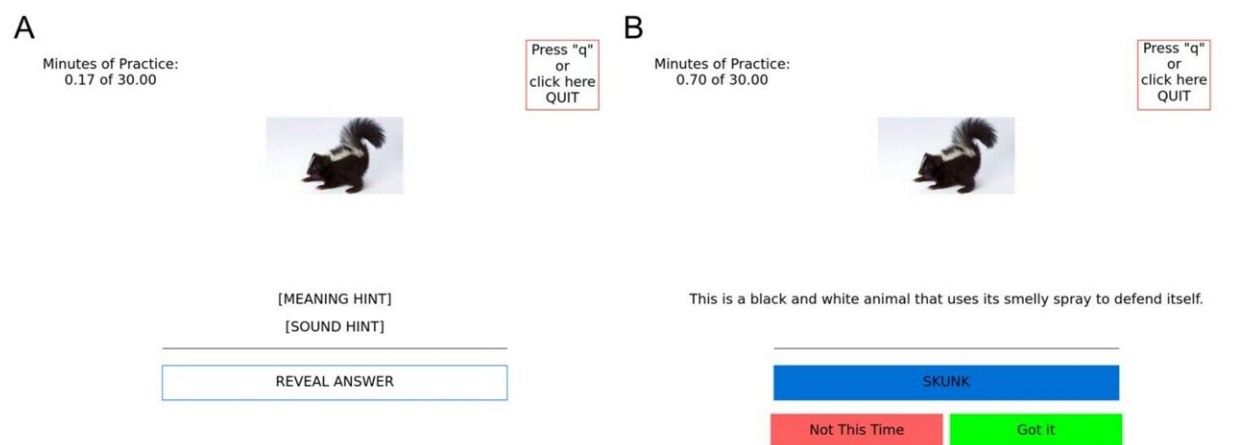 A
Minutes of Practice:
0.17 of 30.00
Press "q"
or
click here
QUIT
[MEANING HINT]
[SOUND HINT]
REVEAL ANSWER
B
Minutes of Practice:
0.70 of 30.00
Press "q"
or
click here
QUIT
This is a black and white animal that uses its smelly spray to defend itself.
SKUNK
Not This Time
Got it